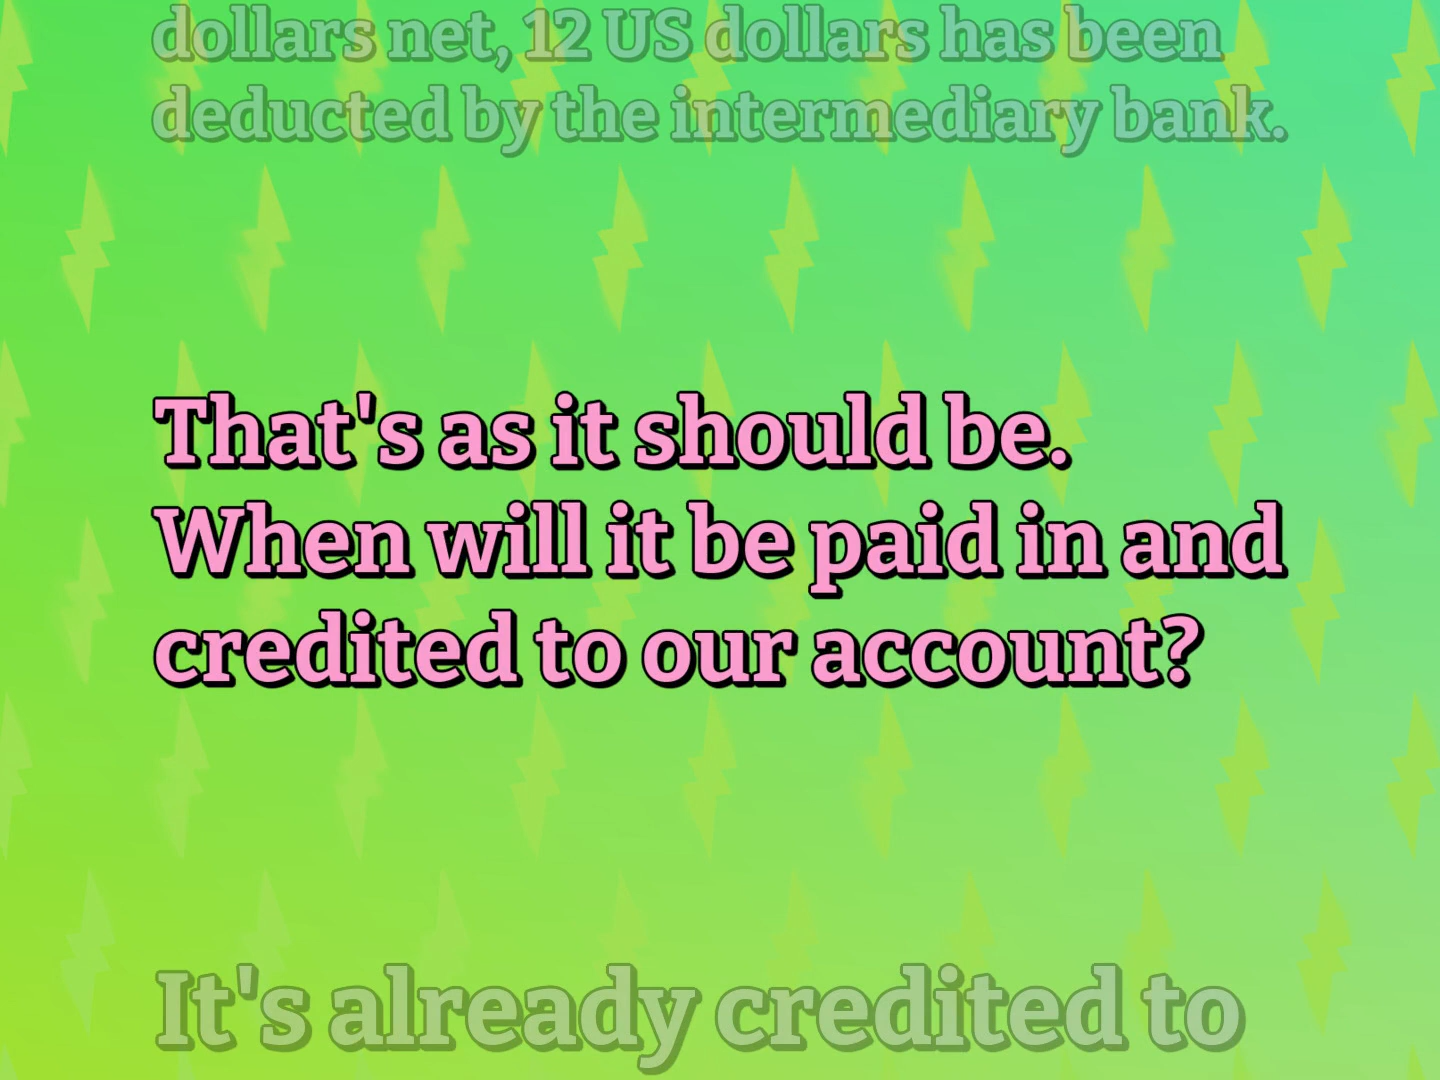 dollars net, 12 US dollars has been
deducted by the intermediary bank.
That's as it should be.
When will it be paid in and
credited to our account?
It's already credited to